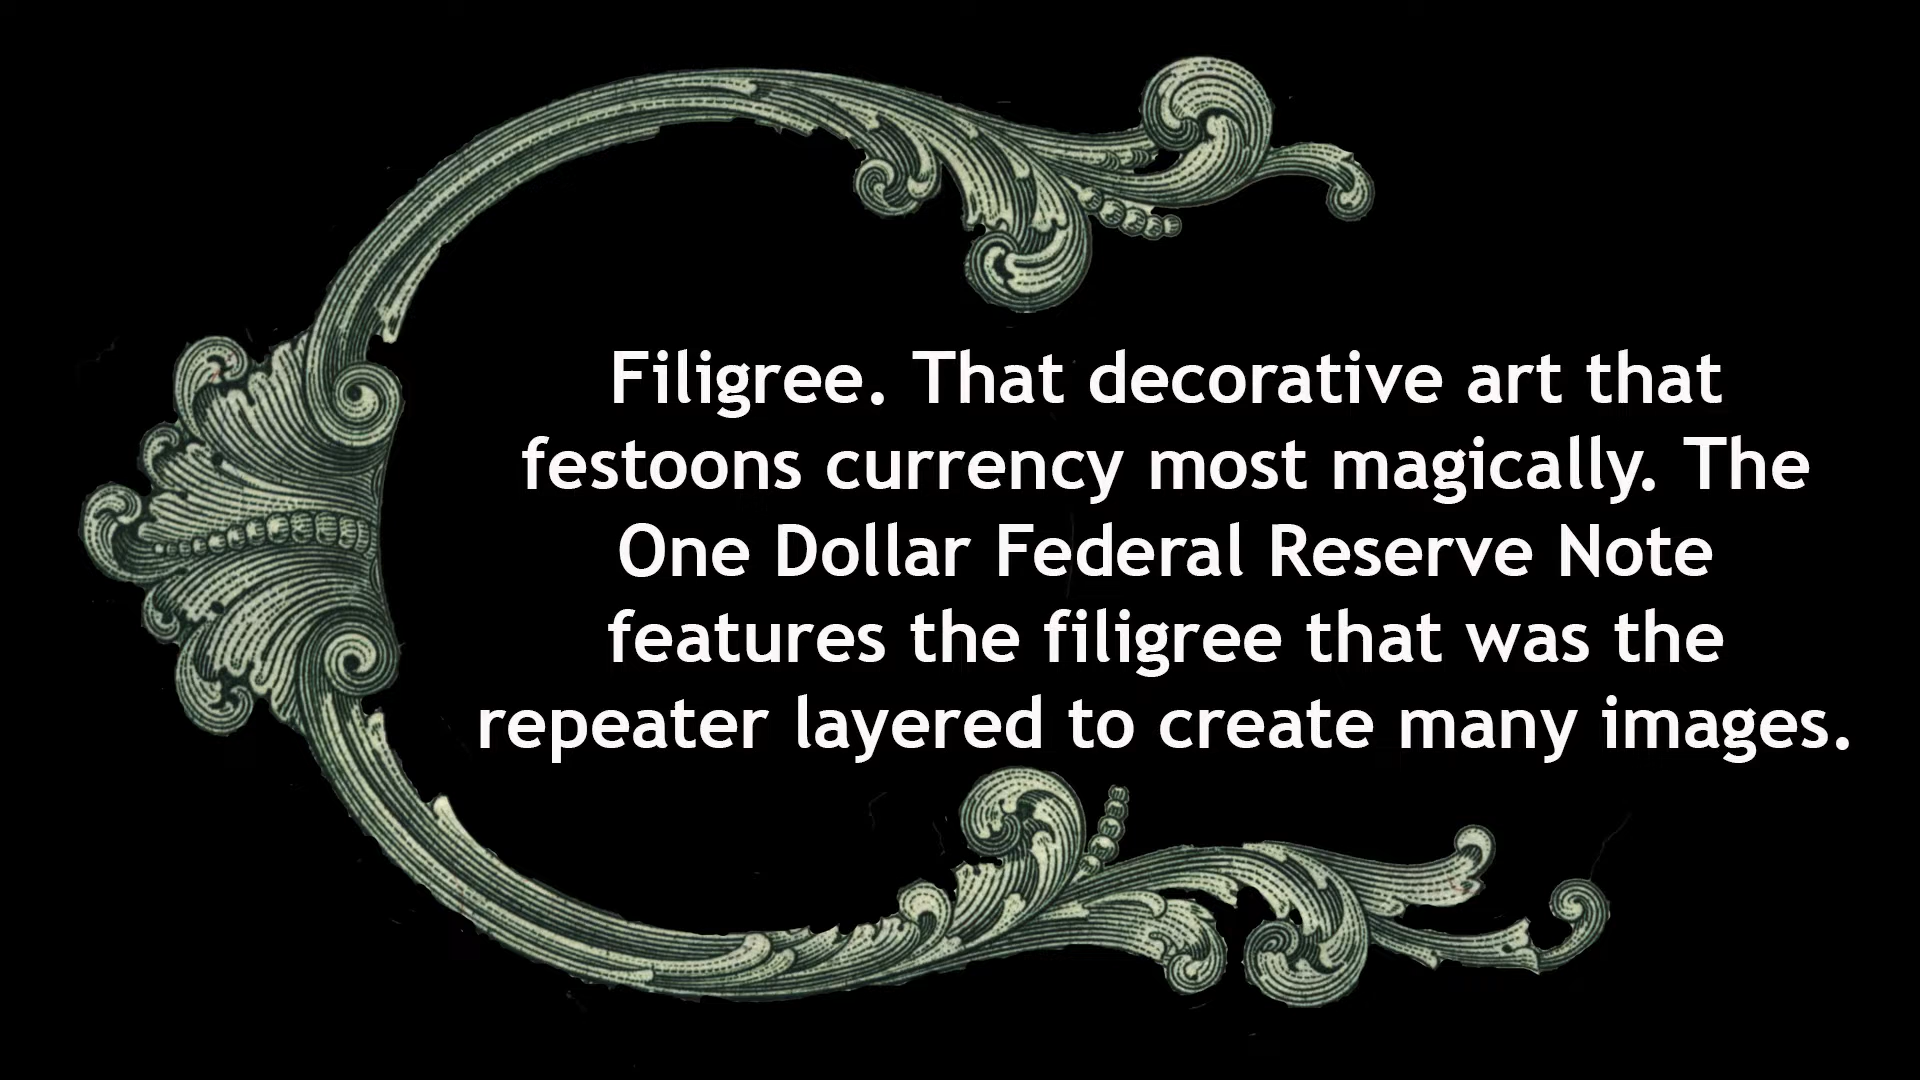 Filigree. That decorative art that
festoons currency most magically. The
One Dollar Federal Reserve Note
features the filigree that was the
repeater layered to create many images.